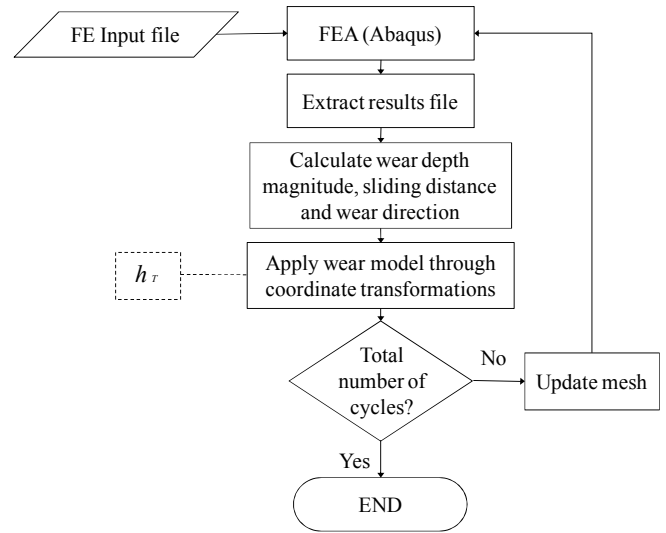 FE Input file
FEA (Abaqus)
Extract results file
Calculate wear depth
magnitude, sliding distance
and wear direction
h T
Apply wear model through
coordinate transformations
Total
number of
cycles?
No
Update mesh
Yes
END